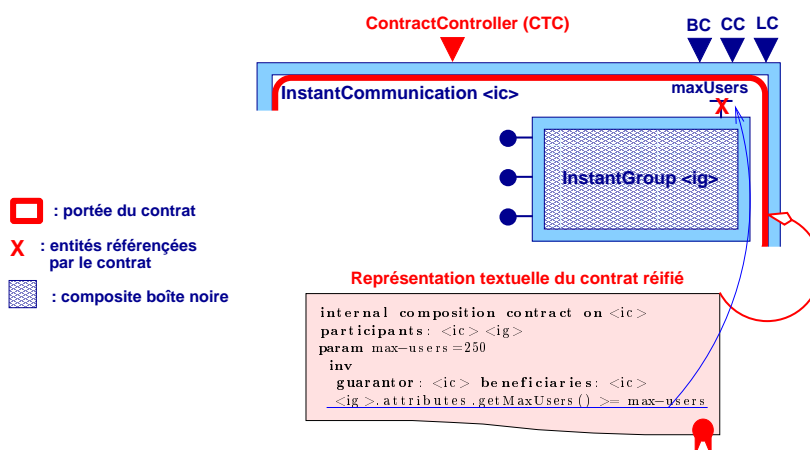 ContractController (CTC)
BC CC LC
maxUsers
InstantCommunication <ic>
X
InstantGroup <ig>
: portée du contrat
X : entités référençées
par le contrat
: composite boîte noire
Représentation textuelle du contrat réifié
internal composition contract on <ic>
participants: <ic> <ig>
param max−users=250
inv
guarantor: <ic> beneficiaries: <ic>
<ig>.attributes.getMaxUsers() >= max−users